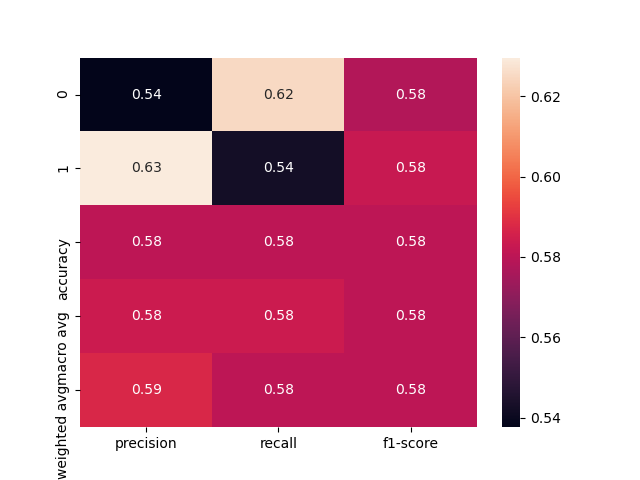 0 0.54 0.62 0.58
1 0.63 0.54 0.58
accuracy 0.58 0.58 0.58
macro avg 0.58 0.58 0.58
weighted avg 0.59 0.58 0.58
precision recall f1-score
0.62
0.60
0.58
0.56
0.54